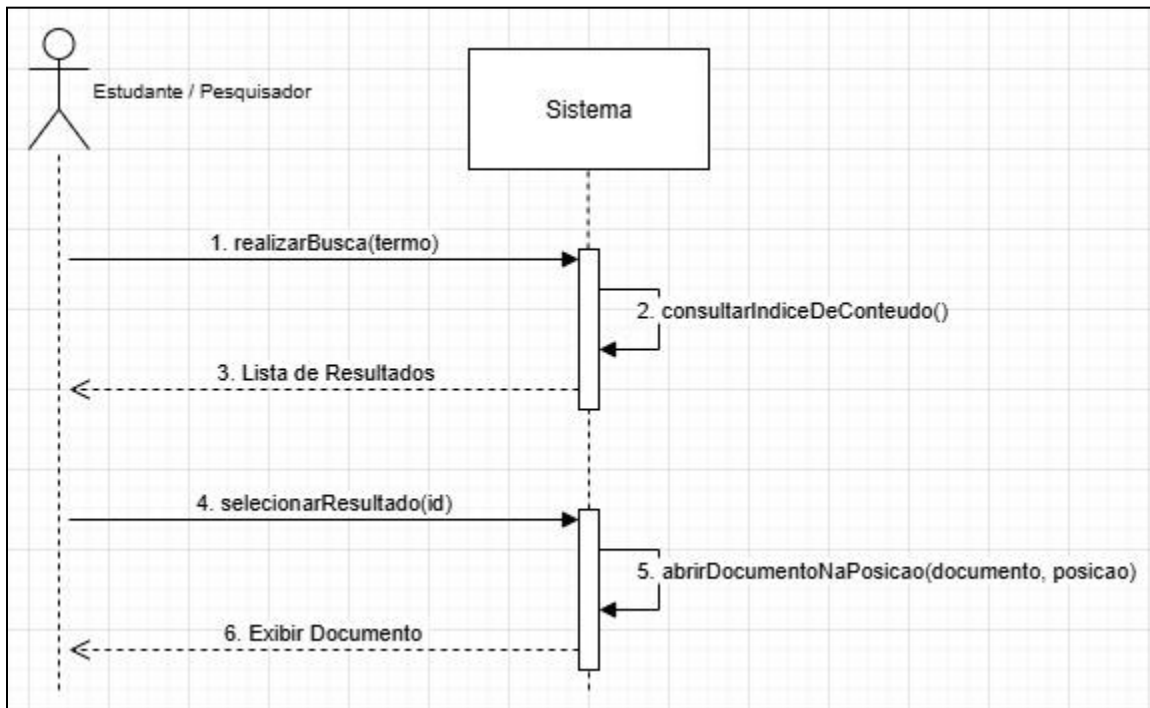 Estudante / Pesquisador
Sistema
1. realizarBusca(termo)
2. consultarIndiceDeConteudo()
3. Lista de Resultados
4. selecionarResultado(id)
5. abrirDocumentoNaPosicao(documento, posicao)
6. Exibir Documento